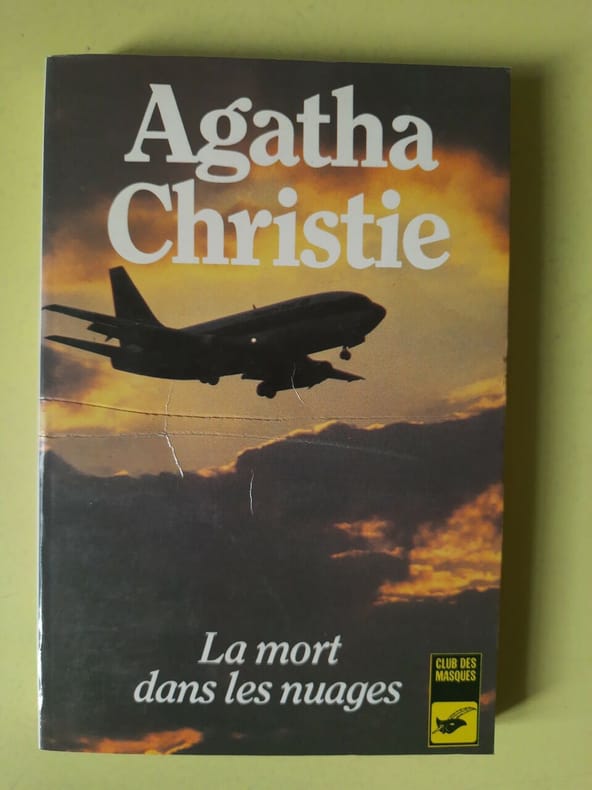 Agatha
Christie
La mort
dans les nuages
CLUB DES
MASQUES